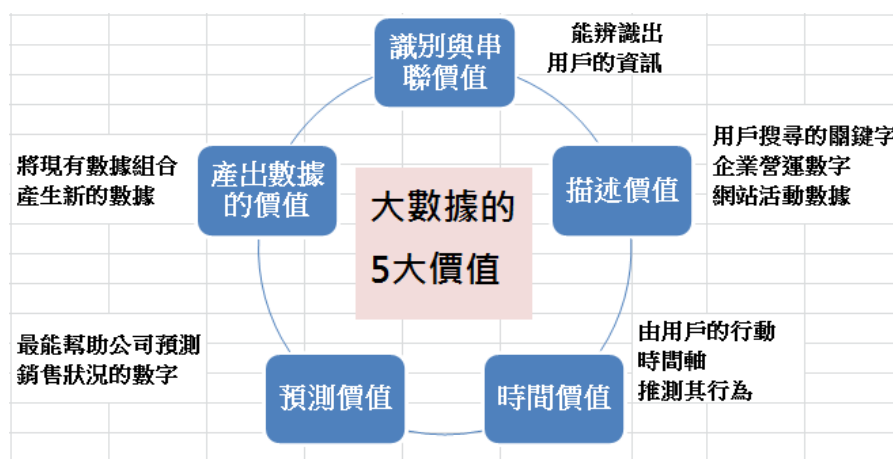 識別與串
聯價值
能辨識出
用戶的資訊
用戶搜尋的關鍵字
企業營運數字
網站活動數據
描述價值
將現有數據組合
產生新的數據
產出數據
的價值
大數據的
5大價值
由用戶的行動
時間軸
推測其行為
時間價值
最能幫助公司預測
銷售狀況的數字
預測價值